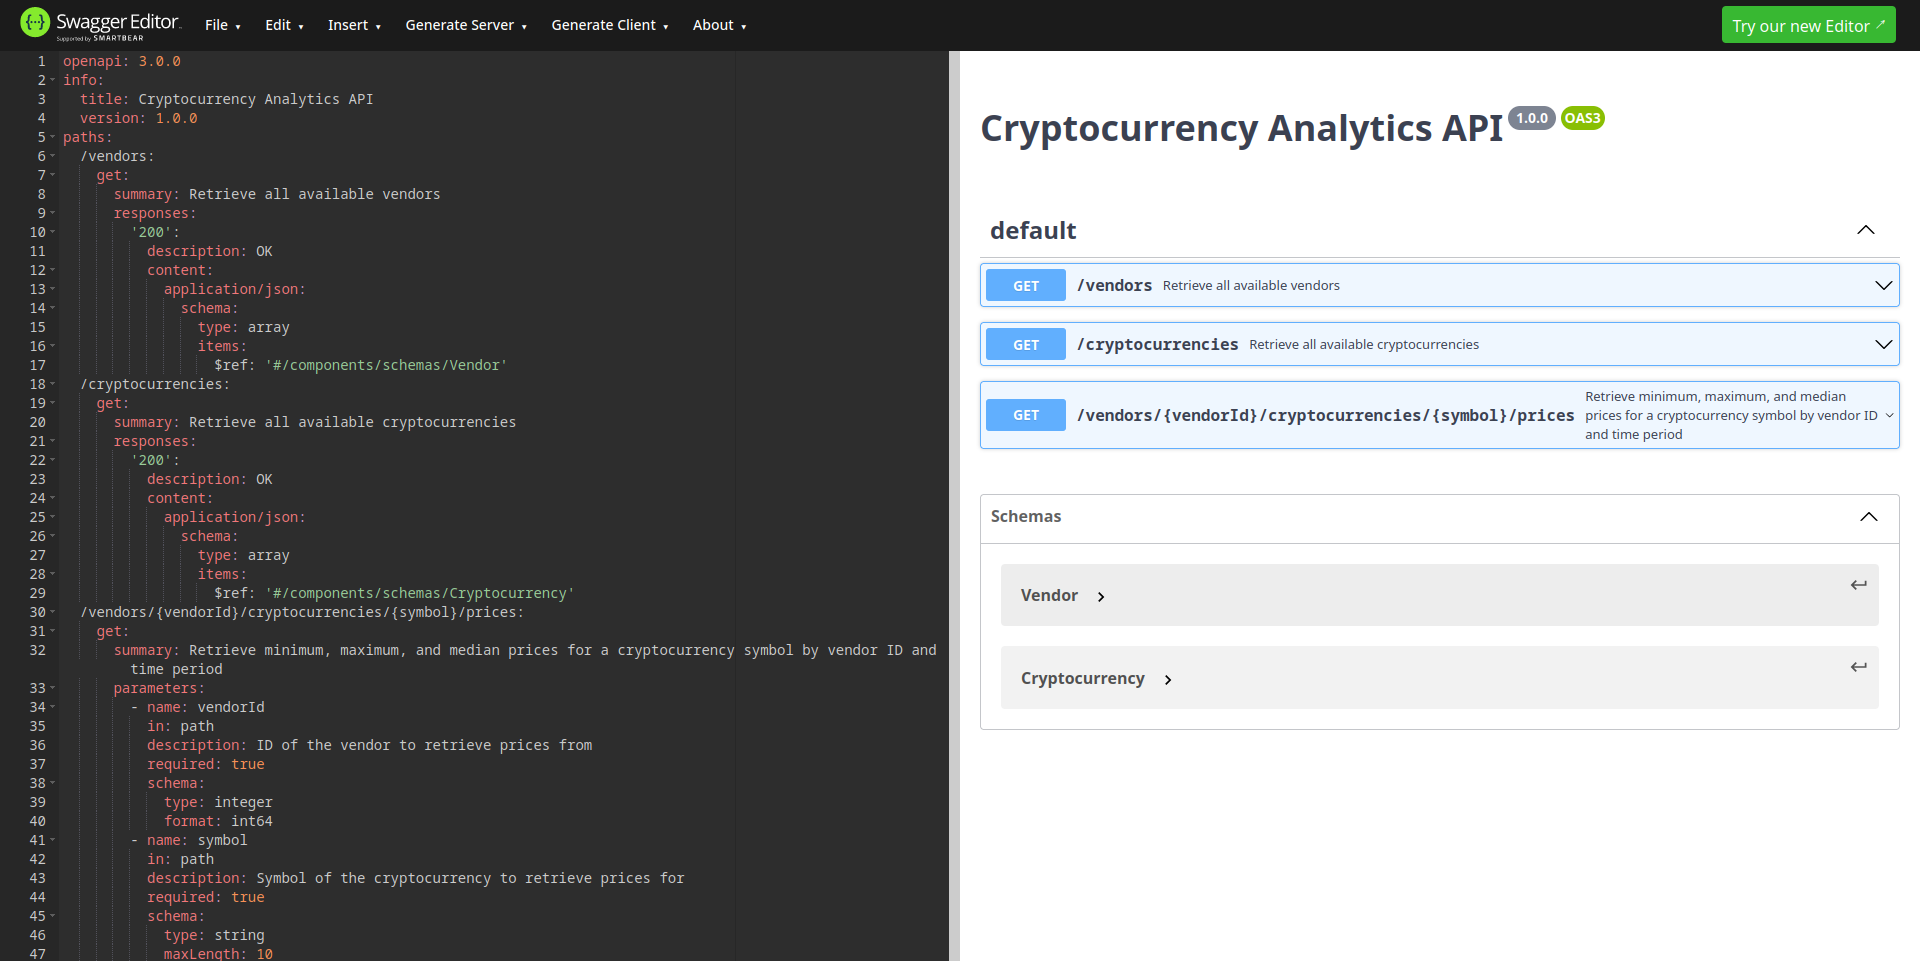 Swagger Editor
Supported by SMARTBEAR
File Edit Insert Generate Server Generate Client About
Try our new Editor
1 openapi: 3.0.0
2 info:
3 title: Cryptocurrency Analytics API
4 version: 1.0.0
5 paths:
6 /vendors:
7 get:
8 summary: Retrieve all available vendors
9 responses:
10 '200':
11 description: OK
12 content:
13 application/json:
14 schema:
15 type: array
16 items:
17 $ref: '#/components/schemas/Vendor'
18 /cryptocurrencies:
19 get:
20 summary: Retrieve all available cryptocurrencies
21 responses:
22 '200':
23 description: OK
24 content:
25 application/json:
26 schema:
27 type: array
28 items:
29 $ref: '#/components/schemas/Cryptocurrency'
30 /vendors/{vendorId}/cryptocurrencies/{symbol}/prices:
31 get:
32 summary: Retrieve minimum, maximum, and median prices for a cryptocurrency symbol by vendor ID and
time period
33 parameters:
34 - name: vendorId
35 in: path
36 description: ID of the vendor to retrieve prices from
37 required: true
38 schema:
39 type: integer
40 format: int64
41 - name: symbol
42 in: path
43 description: Symbol of the cryptocurrency to retrieve prices for
44 required: true
45 schema:
46 type: string
47 maxLength: 10
Cryptocurrency Analytics API 1.0.0 OAS3
default
GET /vendors Retrieve all available vendors
GET /cryptocurrencies Retrieve all available cryptocurrencies
GET /vendors/{vendorId}/cryptocurrencies/{symbol}/prices Retrieve minimum, maximum, and median
prices for a cryptocurrency symbol by vendor ID
and time period
Schemas
Vendor
Cryptocurrency